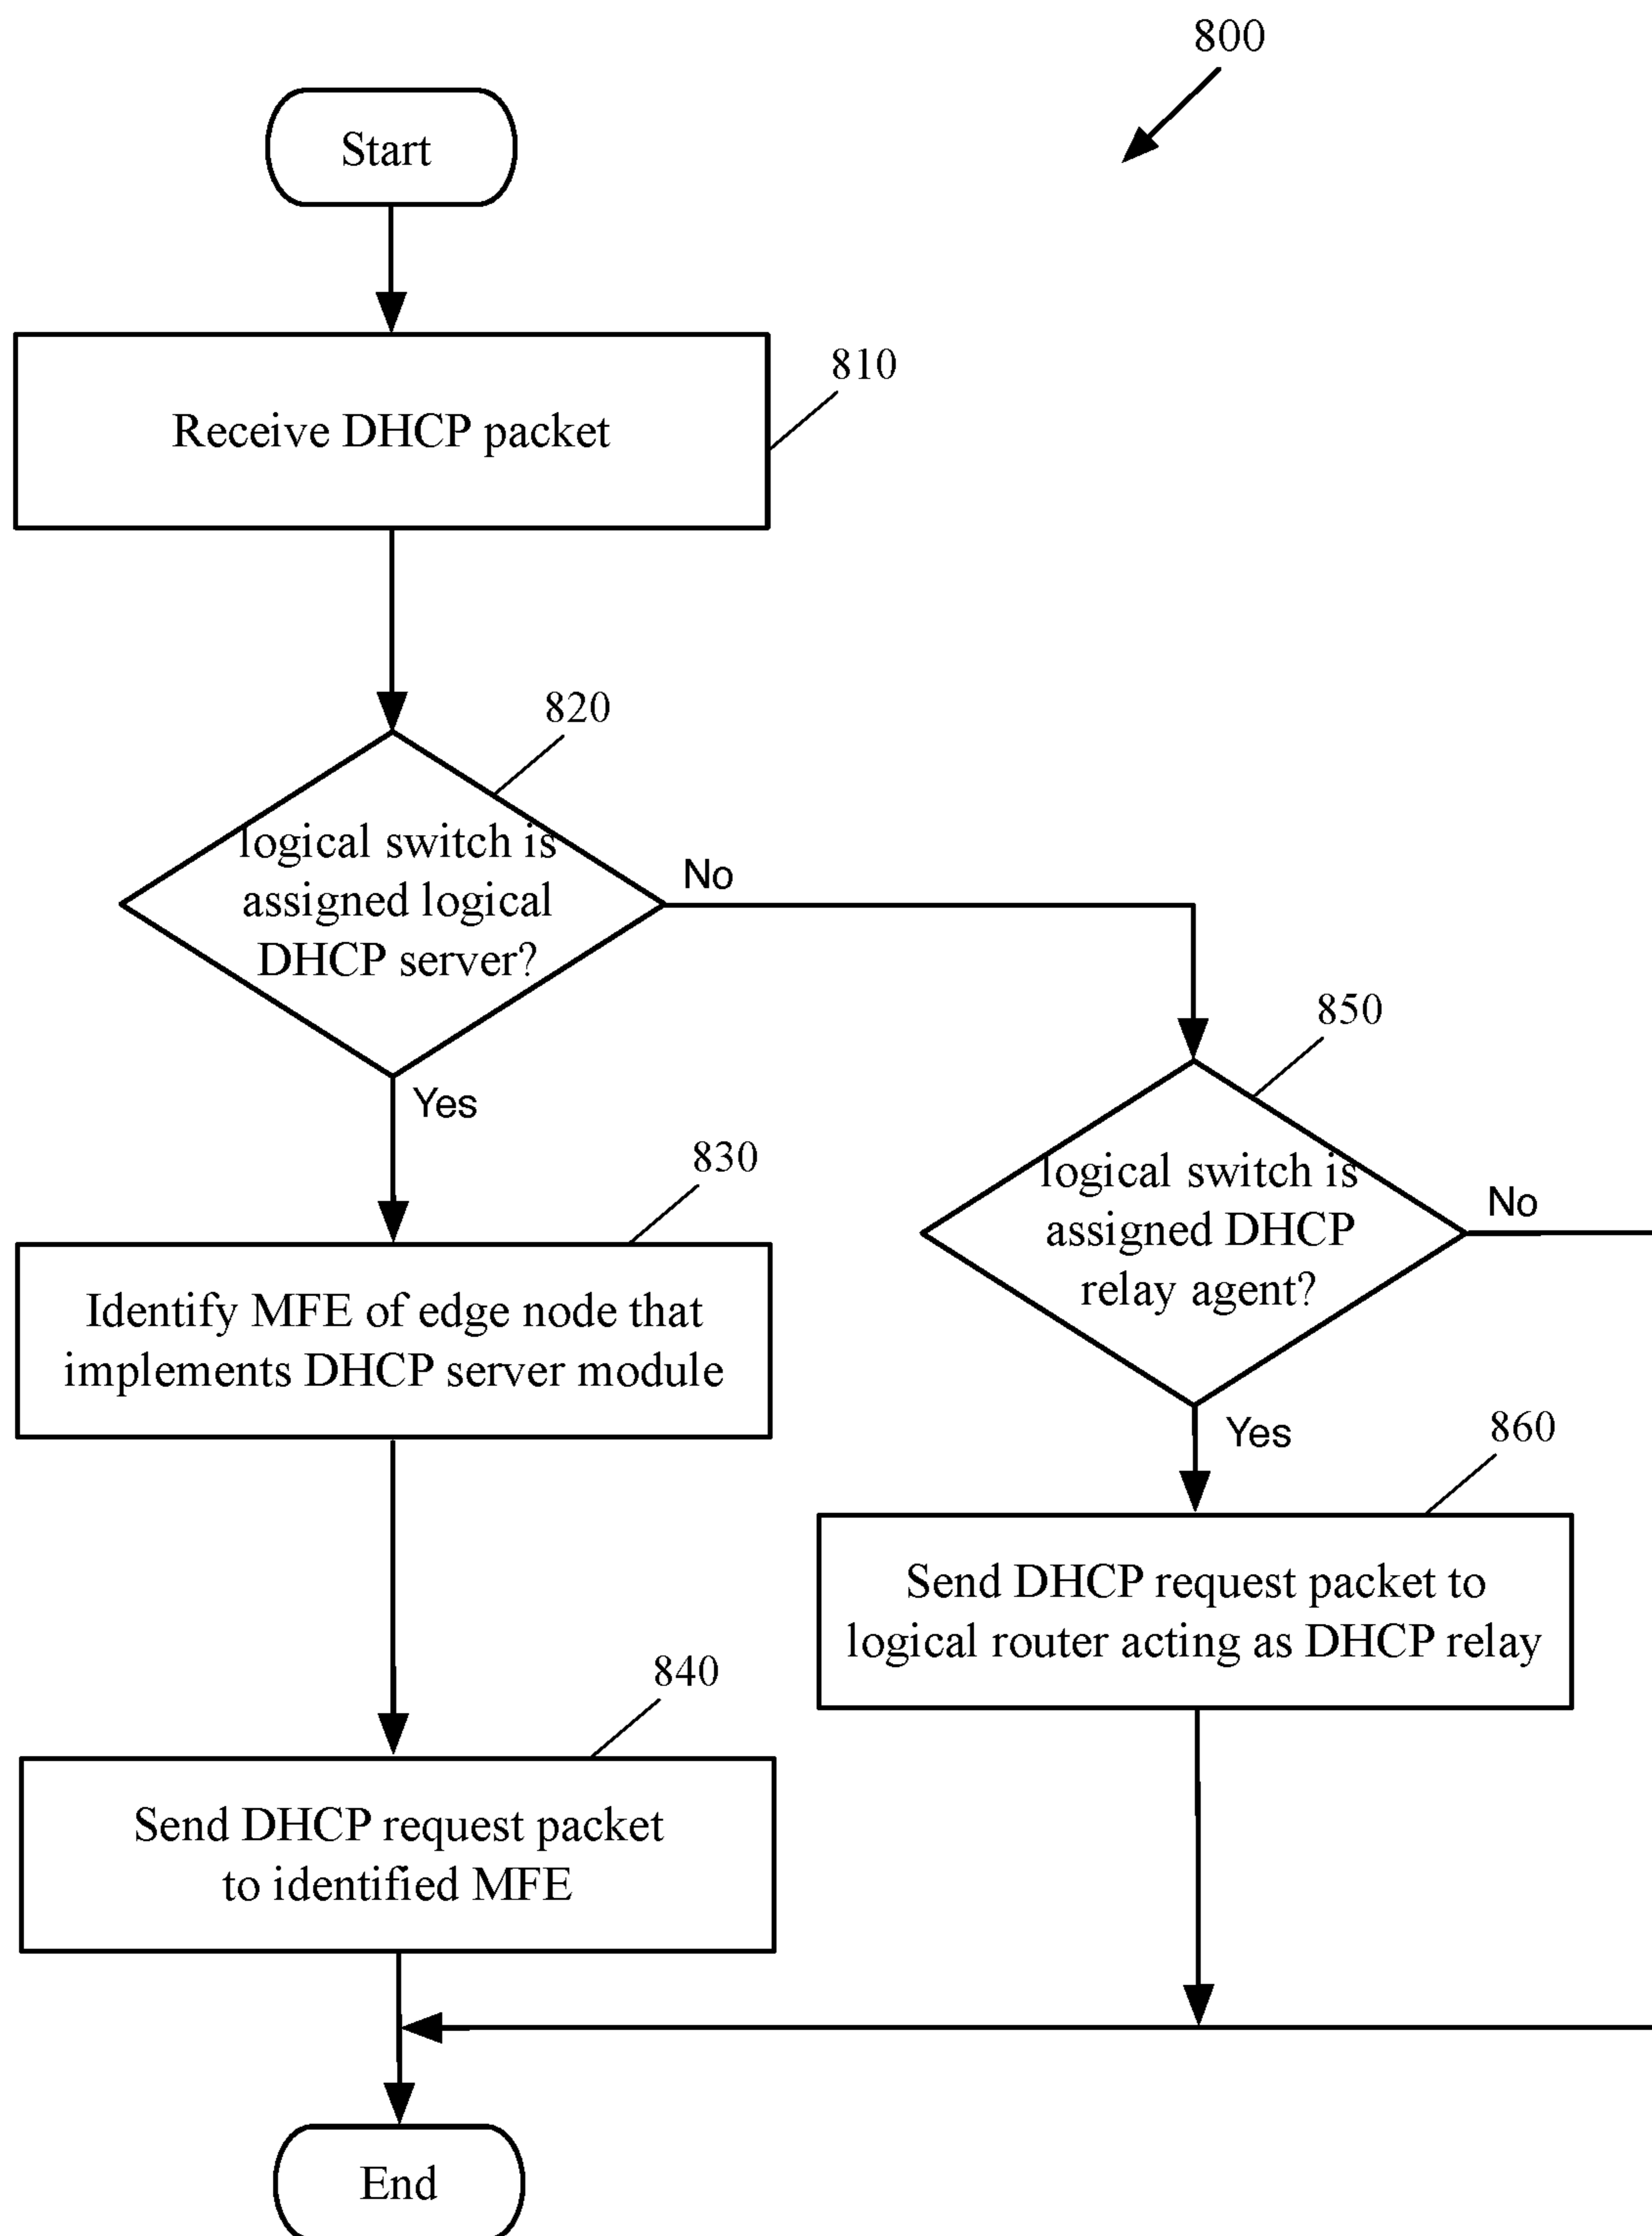 800
Start
810
Receive DHCP packet
820
logical switch is
assigned logical
DHCP server?
No
Yes
850
logical switch is
assigned DHCP
relay agent?
No
Yes
830
Identify MFE of edge node that
implements DHCP server module
860
Send DHCP request packet to
logical router acting as DHCP relay
840
Send DHCP request packet
to identified MFE
End